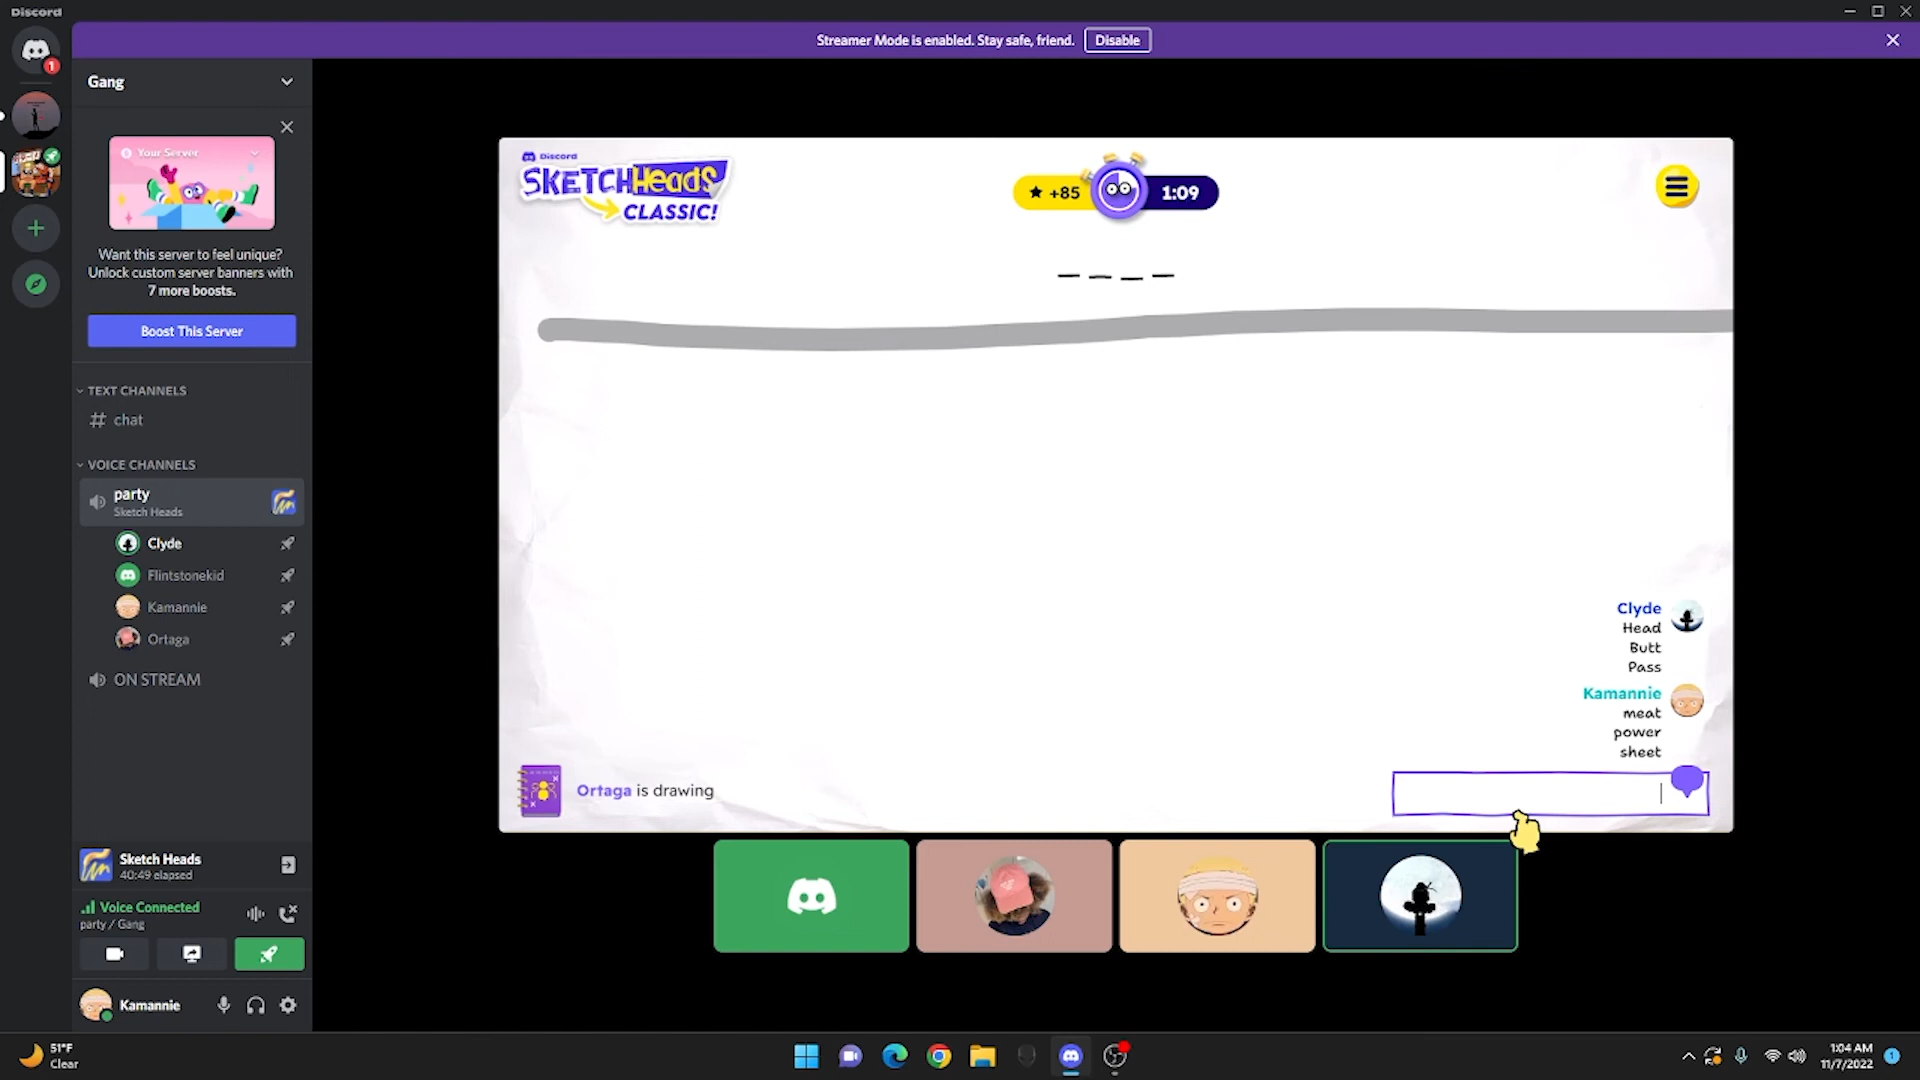 Discord
Streamer Mode is enabled. Stay safe, friend.
Disable
1
Gang
Your Server
Want this server to feel unique?
Unlock custom server banners with
7 more boosts.
Boost This Server
TEXT CHANNELS
# chat
VOICE CHANNELS
party
Sketch Heads
Clyde
Flintstonekid
Kamannie
Ortaga
ON STREAM
Discord
SKETCHHeadS
CLASSIC!
+85
1:09
Clyde
Head
Butt
Pass
Kamannie
meat
power
sheet
Ortaga is drawing
Sketch Heads
40:49 elapsed
Voice Connected
party / Gang
Kamannie
51°F
Clear
1:04 AM
11/7/2022
1